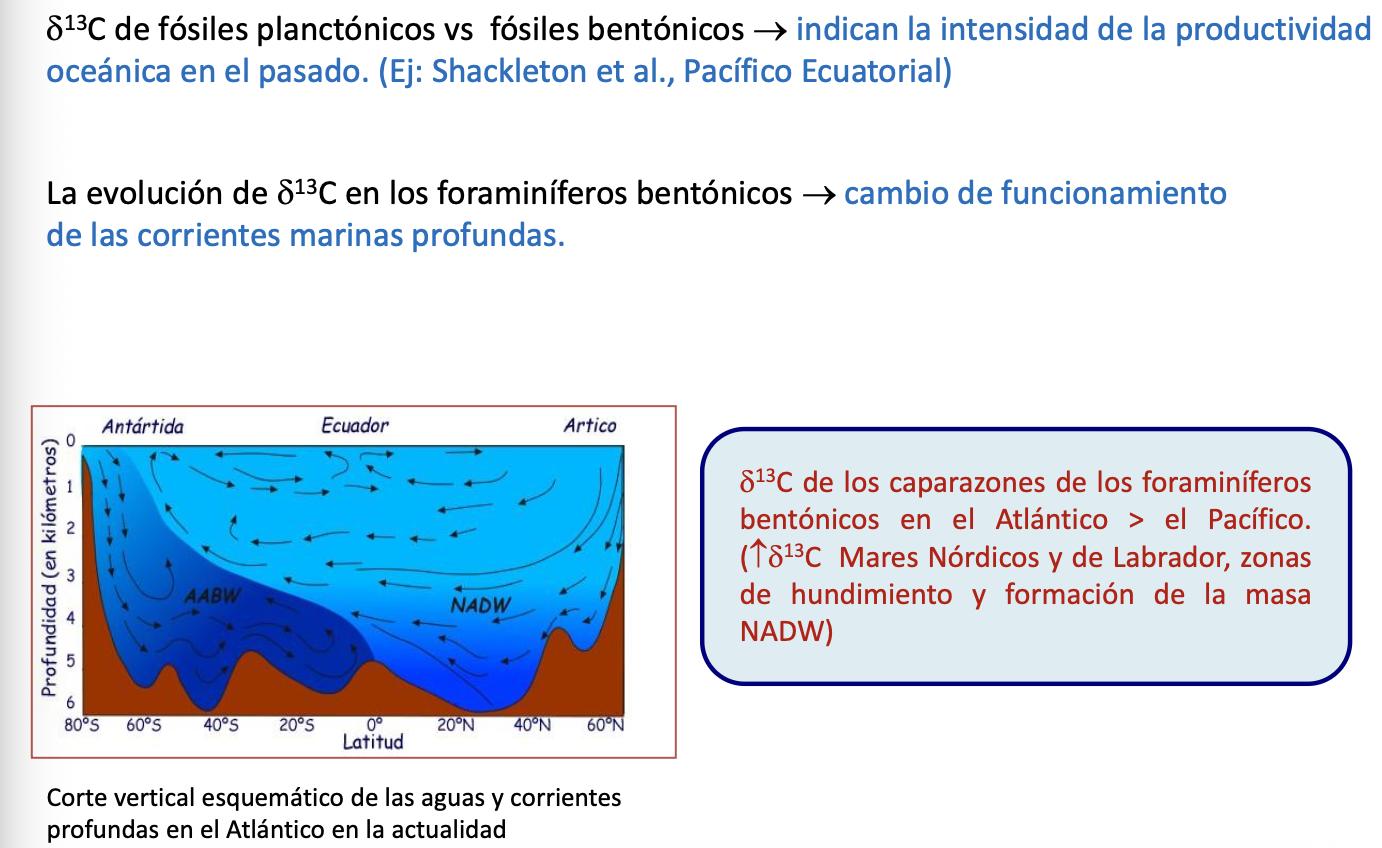 δ¹³C de fósiles planctónicos vs  fósiles bentónicos → indican la intensidad de la productividad
oceánica en el pasado. (Ej: Shackleton et al., Pacífico Ecuatorial)
La evolución de δ¹³C en los foraminíferos bentónicos → cambio de funcionamiento
de las corrientes marinas profundas.
Antártida Ecuador Artico
Profundidad (en kilómetros)
0
1
2
3
4
5
6
AABW
NADW
80°S 60°S 40°S 20°S 0° 20°N 40°N 60°N
Latitud
δ¹³C de los caparazones de los foraminíferos
bentónicos en el Atlántico > el Pacífico.
(↑δ¹³C Mares Nórdicos y de Labrador, zonas
de hundimiento y formación de la masa
NADW)
Corte vertical esquemático de las aguas y corrientes
profundas en el Atlántico en la actualidad